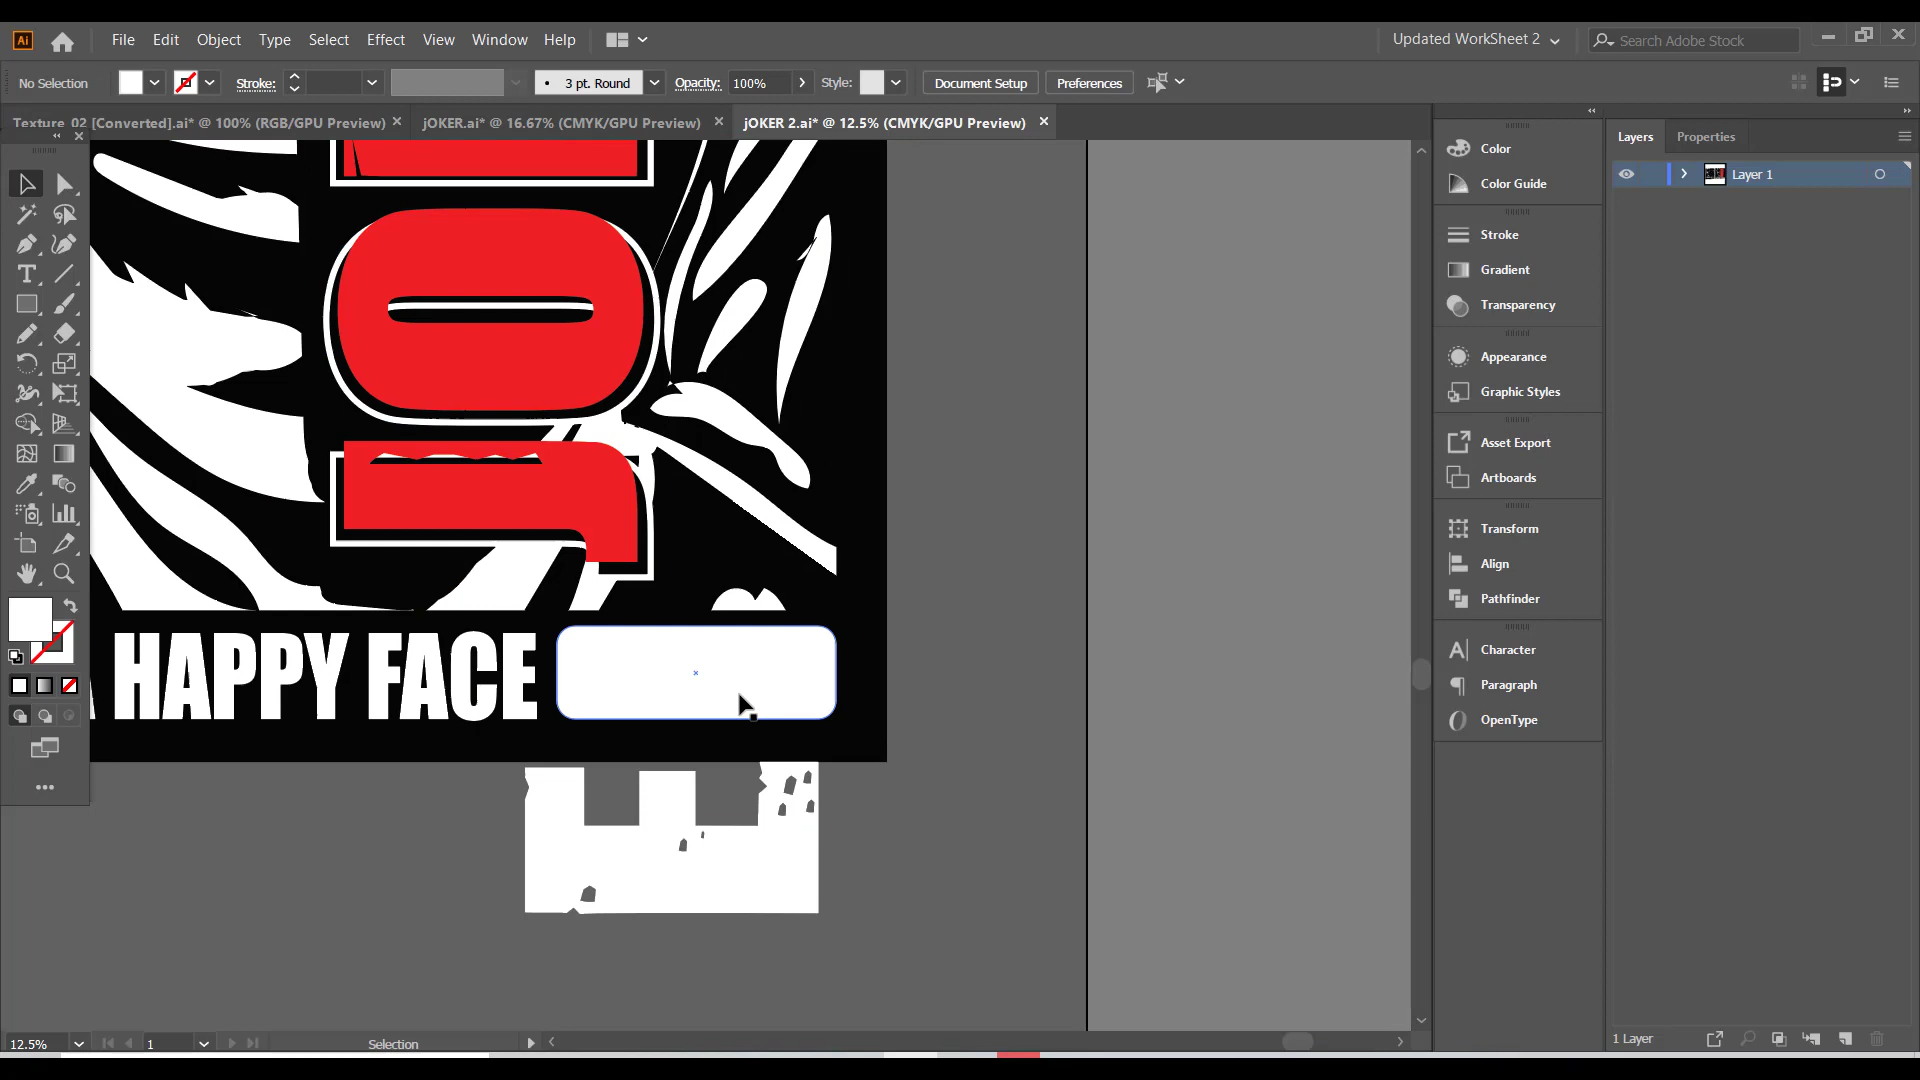 Ai File Edit Object Type Select Effect View Window Help Updated WorkSheet 2 Search Adobe Stock
No Selection Stroke: 3 pt. Round Opacity: 100% Style: Document Setup Preferences
Texture_02 [Converted].ai* @ 100% (RGB/GPU Preview) jOKER.ai* @ 16.67% (CMYK/GPU Preview) jOKER 2.ai* @ 12.5% (CMYK/GPU Preview)
Layers Properties
Layer 1
Color
Color Guide
Stroke
Gradient
Transparency
Appearance
Graphic Styles
Asset Export
Artboards
Transform
Align
Pathfinder
Character
Paragraph
OpenType
JO
HAPPY FACE
12.5% 1 Selection
1 Layer